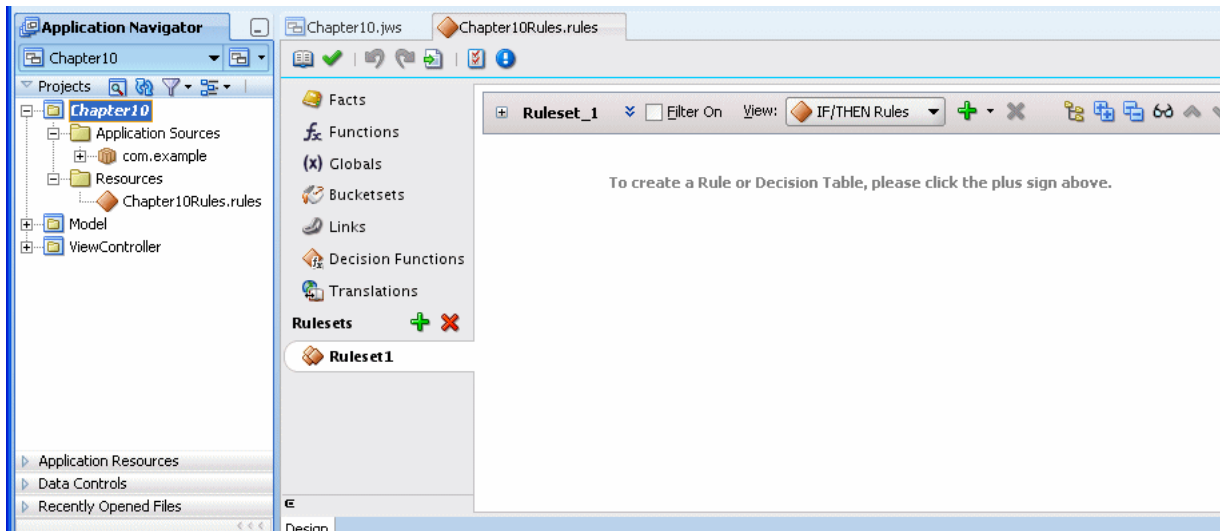 Application Navigator
Chapter10
Projects
Chapter10
Application Sources
com.example
Resources
Chapter10Rules.rules
Model
ViewController
Application Resources
Data Controls
Recently Opened Files
Chapter10.jws
Chapter10Rules.rules
Facts
Functions
(x) Globals
Bucketsets
Links
Decision Functions
Translations
Rulesets
Ruleset1
Design
Ruleset_1 Filter On View: IF/THEN Rules
To create a Rule or Decision Table, please click the plus sign above.